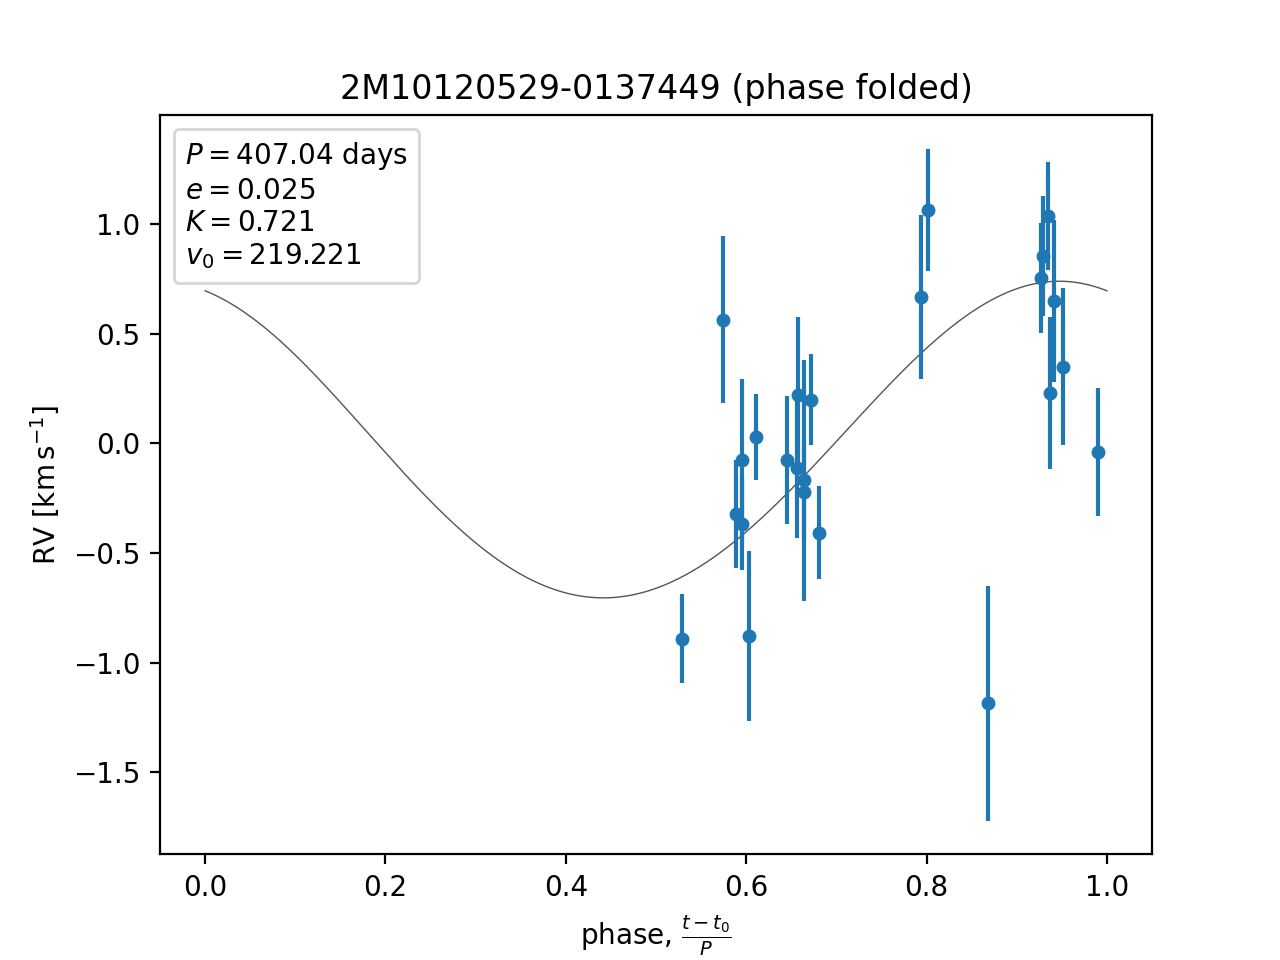 2M10120529-0137449 (phase folded)
P = 407.04 days
e = 0.025
K = 0.721
v₀ = 219.221
1.0
0.5
0.0
−0.5
−1.0
−1.5
RV [km s⁻¹]
0.0 0.2 0.4 0.6 0.8 1.0
phase, (t − t₀)/P